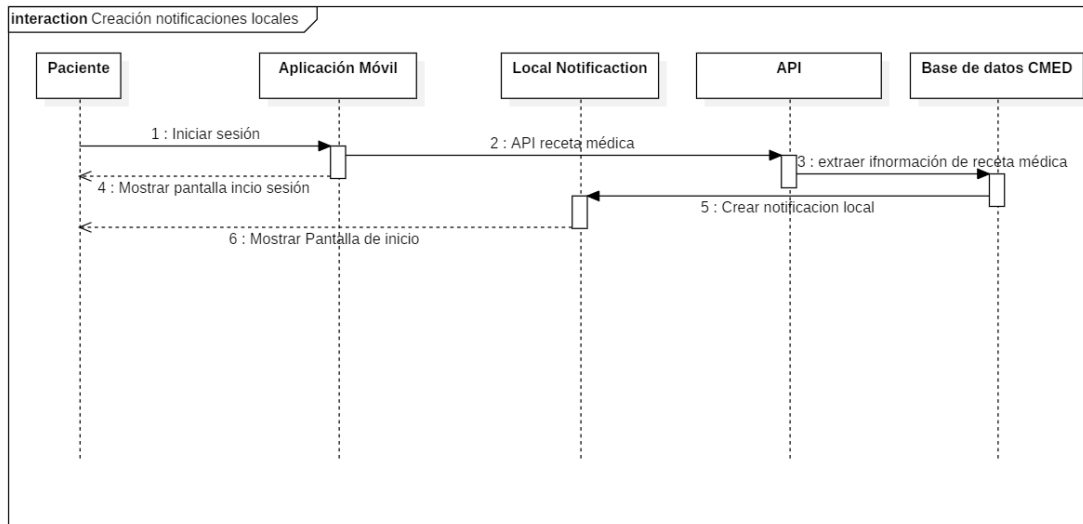 interaction Creación notificaciones locales
Paciente
Aplicación Móvil
Local Notificaction
API
Base de datos CMED
1 : Iniciar sesión
2 : API receta médica
3 : extraer ifnormación de receta médica
4 : Mostrar pantalla incio sesión
5 : Crear notificacion local
6 : Mostrar Pantalla de inicio